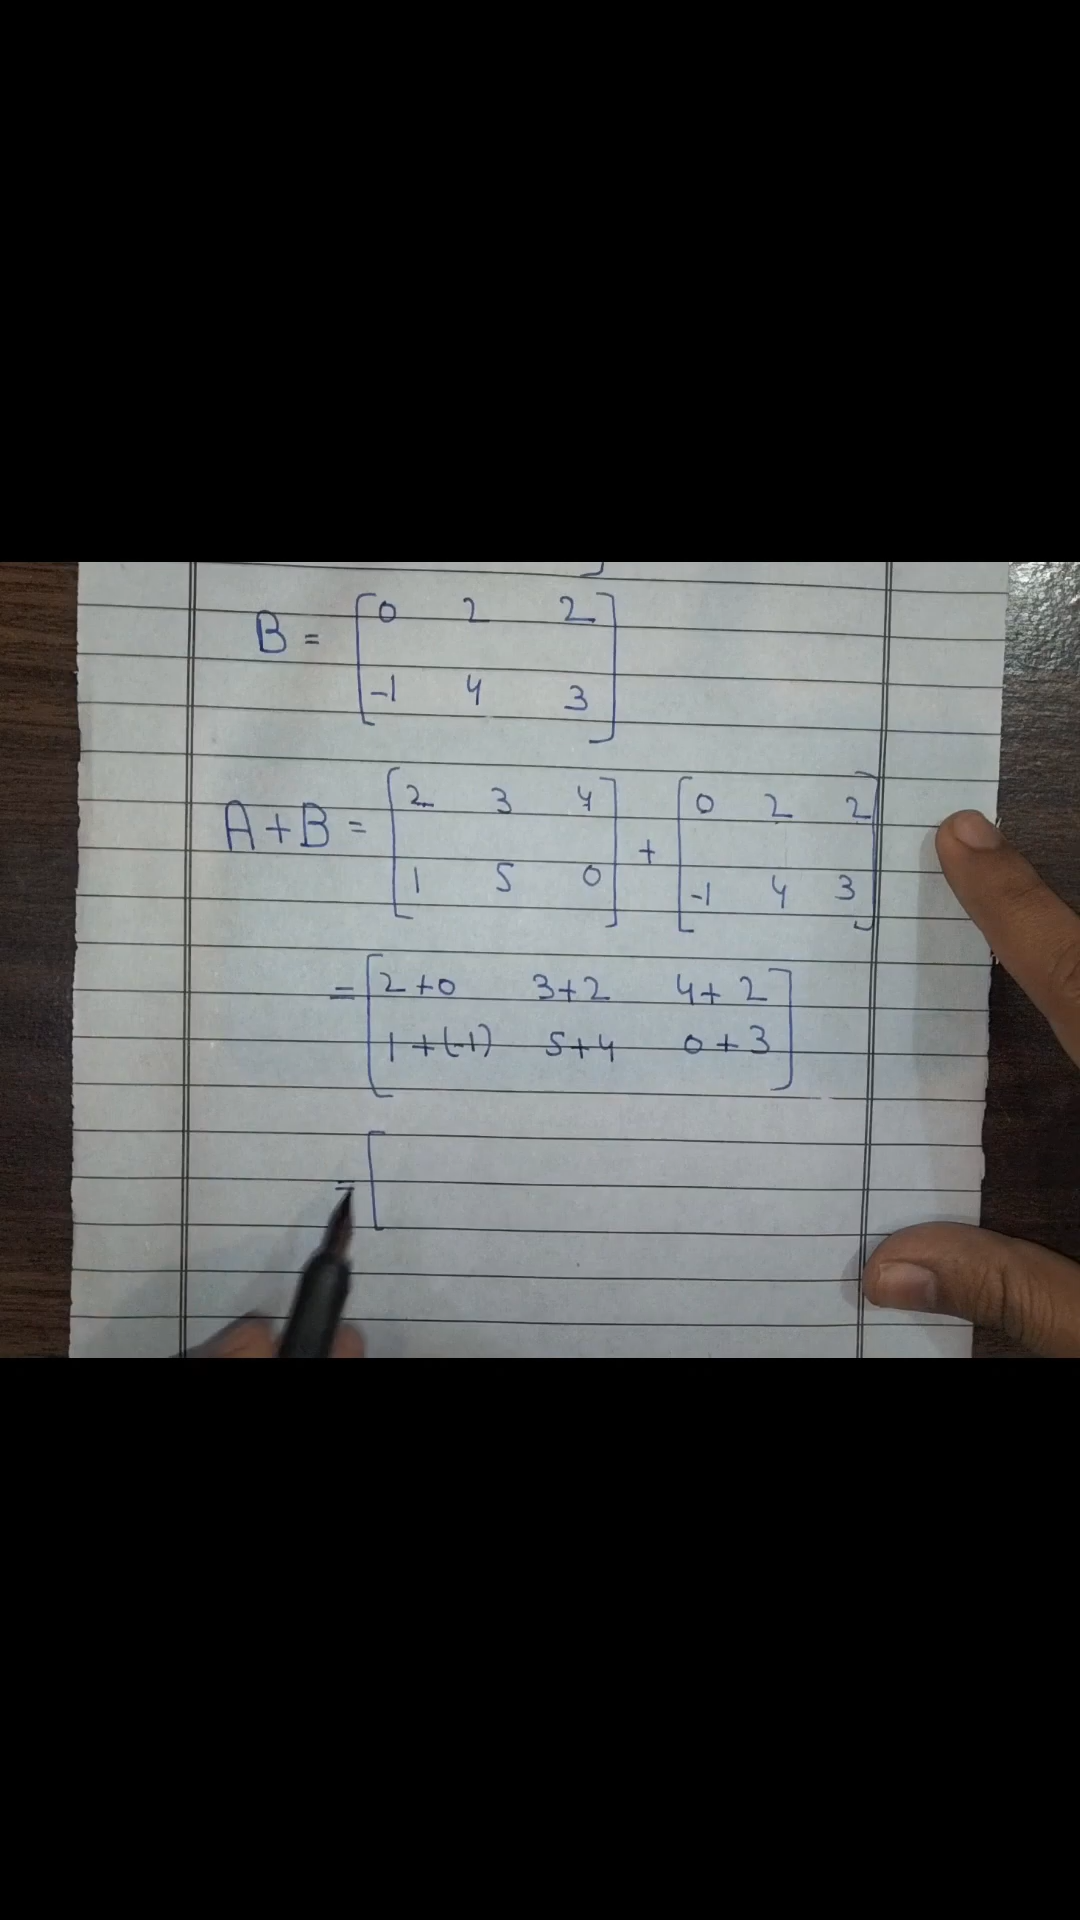 B = [0 2 2
-1 4 3]
A+B = [2 3 4
1 5 0] + [0 2 2
-1 4 3]
= [2+0 3+2 4+2
1+(-1) 5+4 0+3]
= [